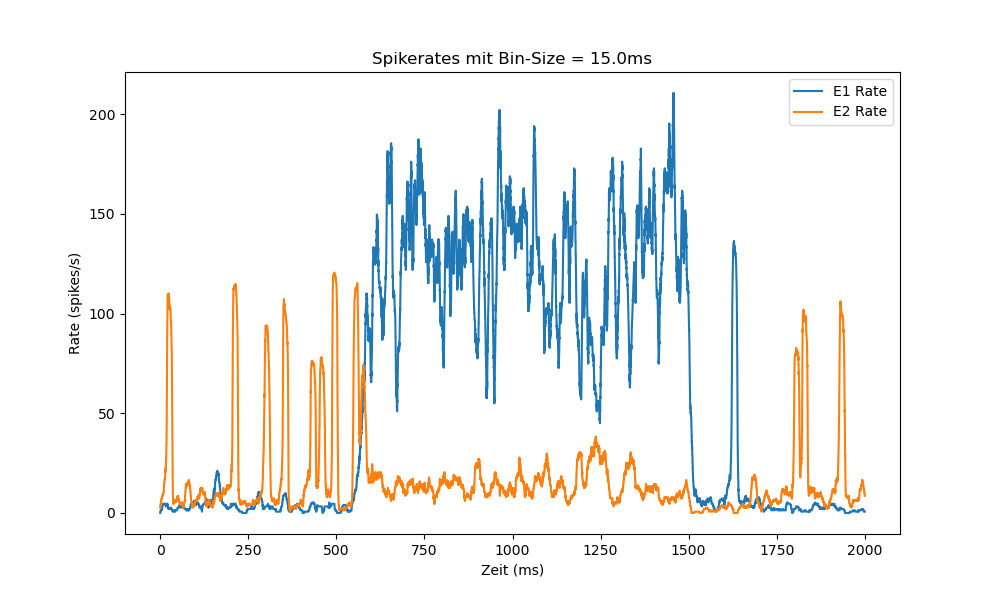 Spikerates mit Bin-Size = 15.0ms
E1 Rate
E2 Rate
200
150
100
50
0
Rate (spikes/s)
0 250 500 750 1000 1250 1500 1750 2000
Zeit (ms)